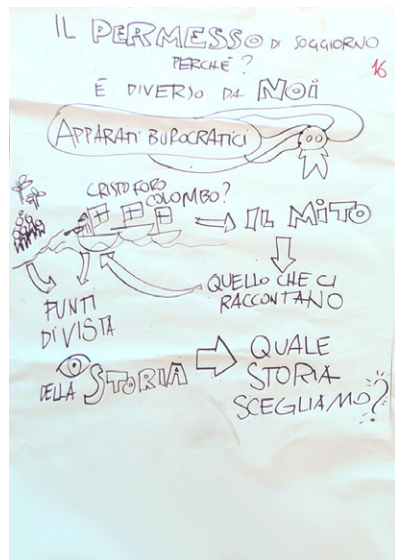 IL PERMESSO DI SOGGIORNO
PERCHÉ?
16
È DIVERSO DA NOI
APPARATI BUROCRATICI
CRISTOFORO
COLOMBO?
IL MITO
QUELLO CHE CI
RACCONTANO
PUNTI
DI VISTA
DELLA STORIA
QUALE
STORIA
SCEGLIAMO?